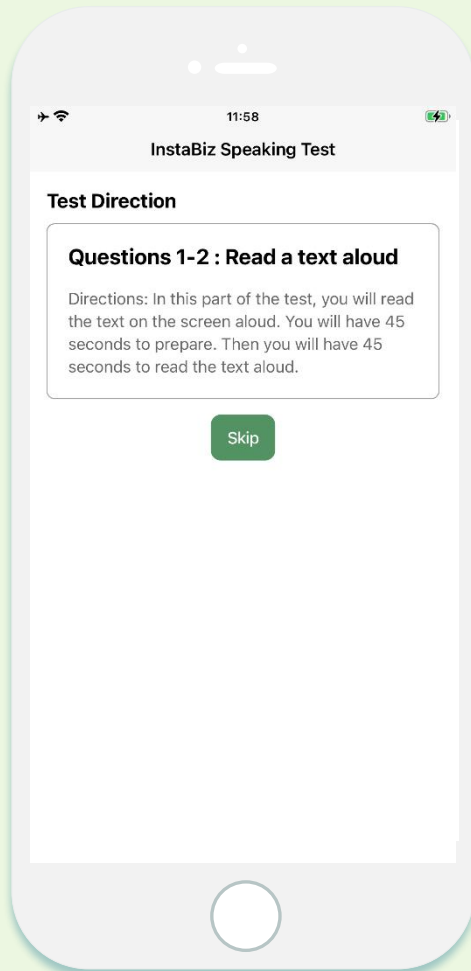 11:58
InstaBiz Speaking Test
Test Direction
Questions 1-2 : Read a text aloud
Directions: In this part of the test, you will read
the text on the screen aloud. You will have 45
seconds to prepare. Then you will have 45
seconds to read the text aloud.
Skip